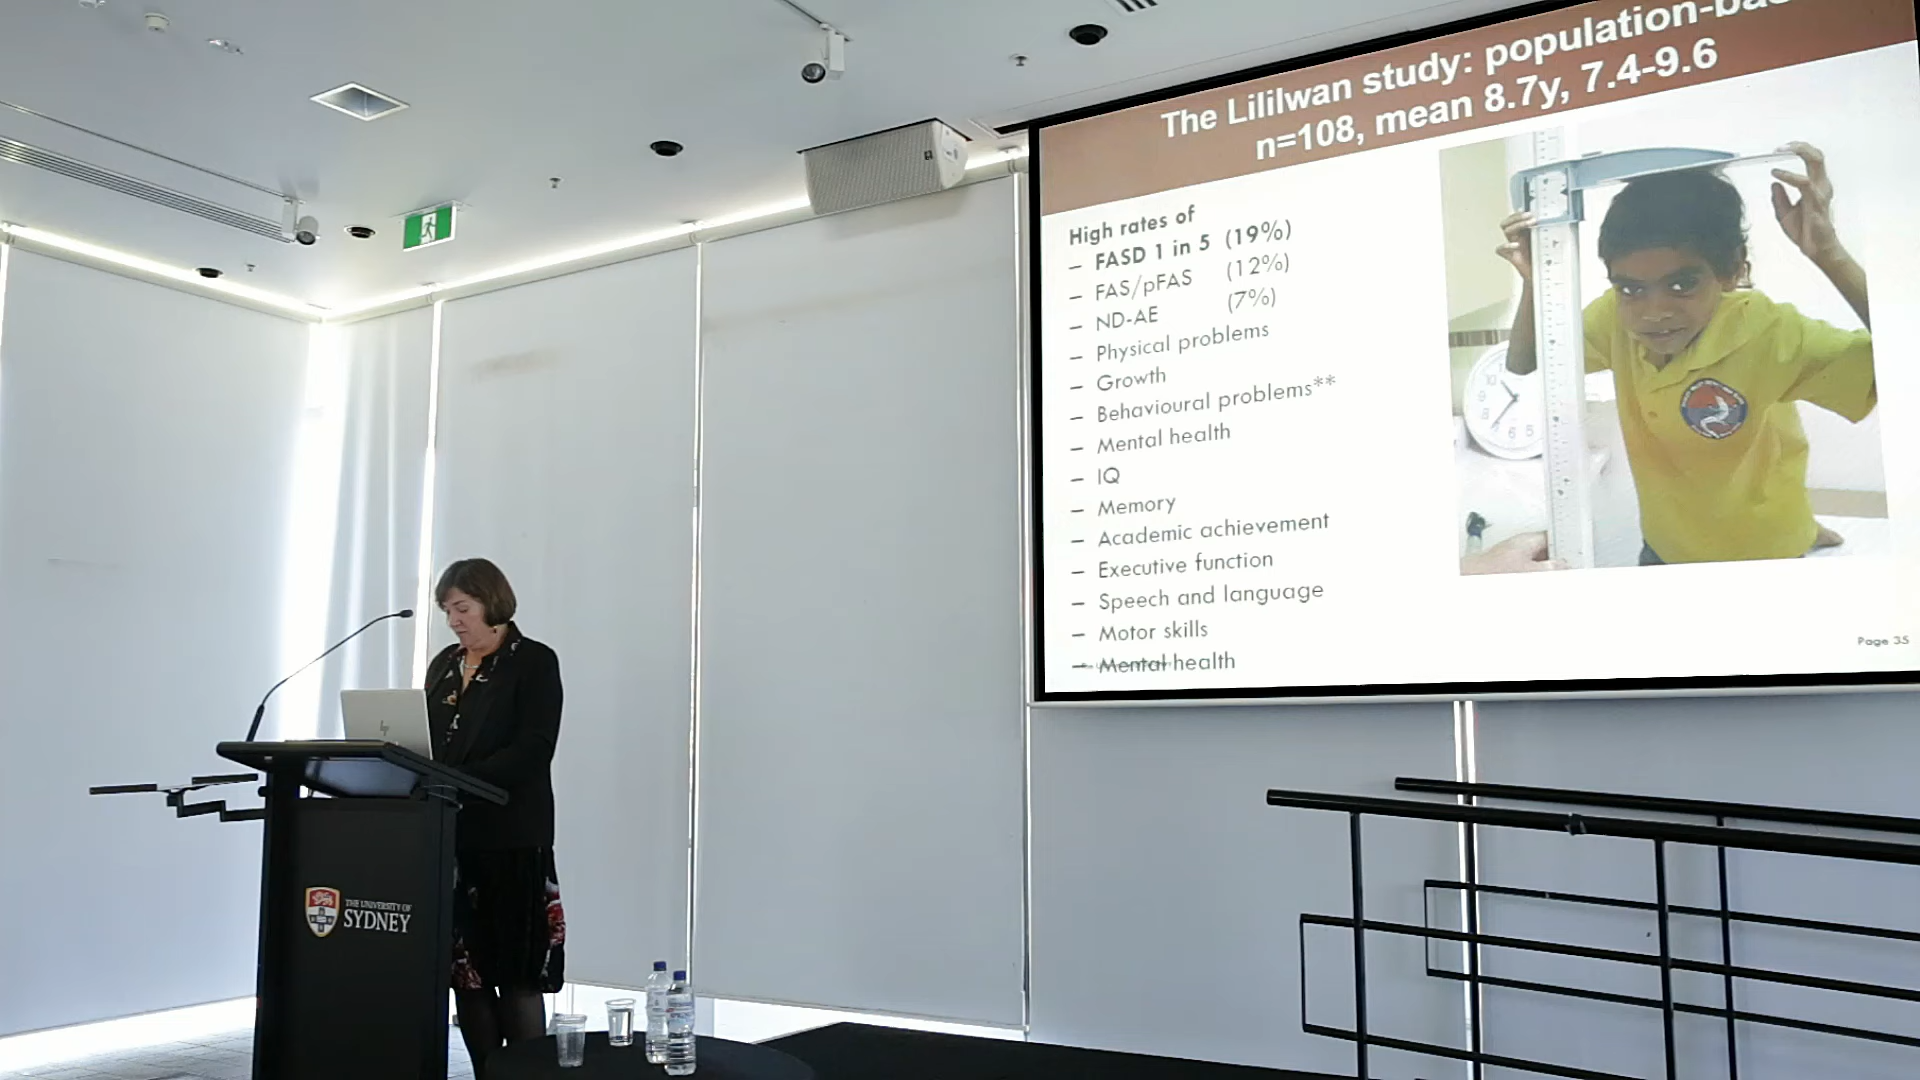 The Lililwan study: population-
n=108, mean 8.7y, 7.4-9.6
High rates of
– FASD 1 in 5 (19%)
– FAS/pFAS (12%)
– ND-AE (7%)
– Physical problems
– Growth
– Behavioural problems**
– Mental health
– IQ
– Memory
– Academic achievement
– Executive function
– Speech and language
– Motor skills
– Mental health
Page 35
hp
THE UNIVERSITY OF
SYDNEY